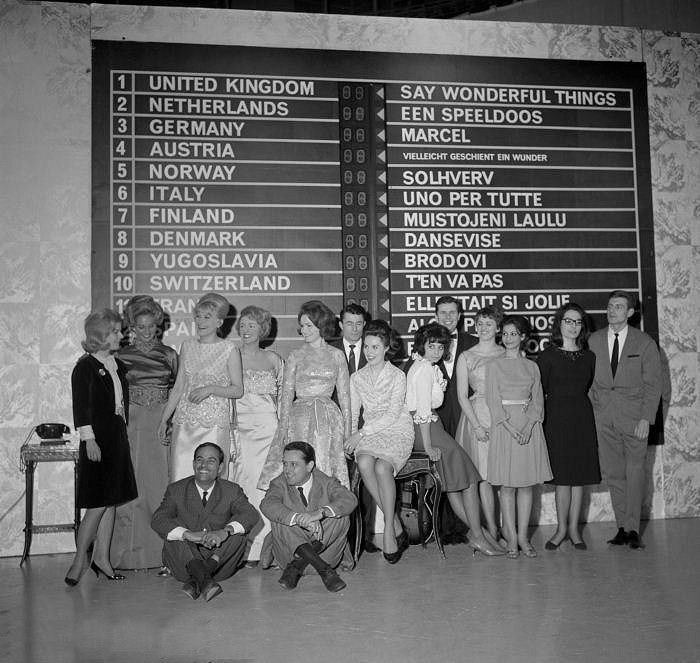 1 UNITED KINGDOM SAY WONDERFUL THINGS
2 NETHERLANDS EEN SPEELDOOS
3 GERMANY MARCEL
4 AUSTRIA VIELLEICHT GESCHIENT EIN WUNDER
5 NORWAY SOLHVERV
6 ITALY UNO PER TUTTE
7 FINLAND MUISTOJENI LAULU
8 DENMARK DANSEVISE
9 YUGOSLAVIA BRODOVI
10 SWITZERLAND T'EN VA PAS
11 FRAN SI JOLIE